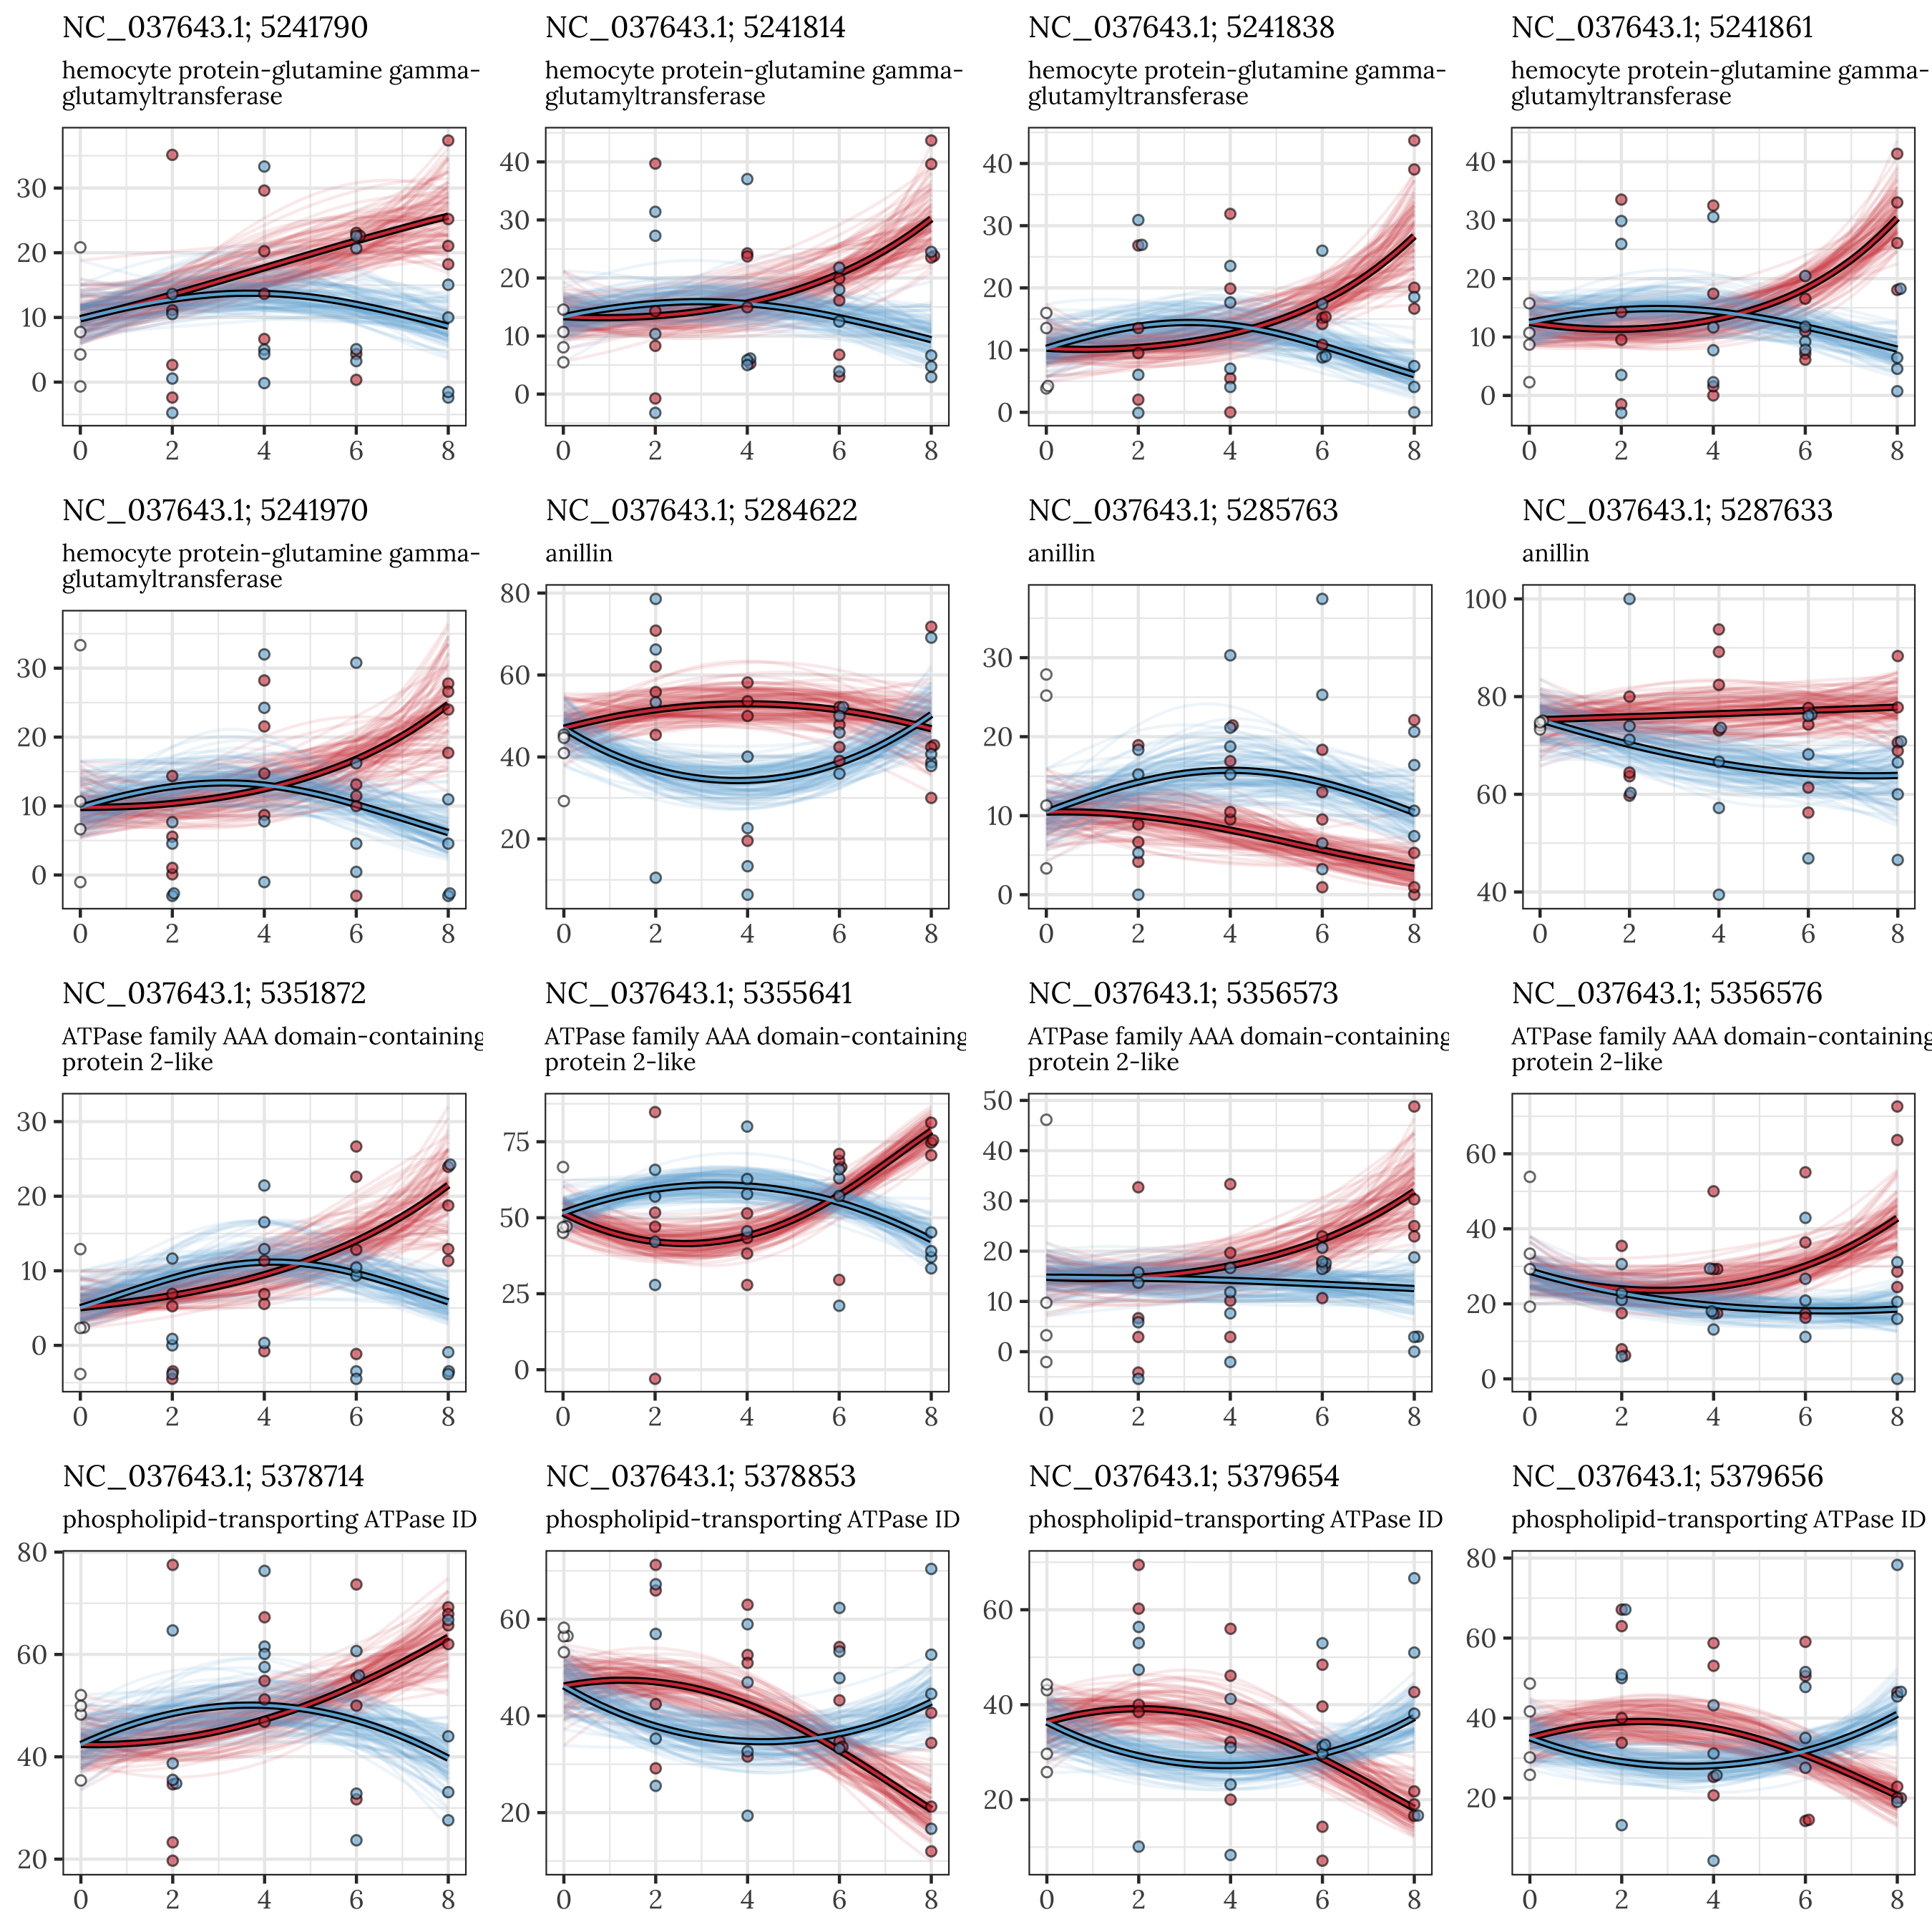 NC_037643.1; 5241790
hemocyte protein-glutamine gamma-
glutamyltransferase
30
20
10
0
0 2 4 6 8
NC_037643.1; 5241814
hemocyte protein-glutamine gamma-
glutamyltransferase
40
30
20
10
0
0 2 4 6 8
NC_037643.1; 5241838
hemocyte protein-glutamine gamma-
glutamyltransferase
40
30
20
10
0
0 2 4 6 8
NC_037643.1; 5241861
hemocyte protein-glutamine gamma-
glutamyltransferase
40
30
20
10
0
0 2 4 6 8
NC_037643.1; 5241970
hemocyte protein-glutamine gamma-
glutamyltransferase
30
20
10
0
0 2 4 6 8
NC_037643.1; 5284622
anillin
80
60
40
20
0 2 4 6 8
NC_037643.1; 5285763
anillin
30
20
10
0
0 2 4 6 8
NC_037643.1; 5287633
anillin
100
80
60
40
0 2 4 6 8
NC_037643.1; 5351872
ATPase family AAA domain-containing
protein 2-like
30
20
10
0
0 2 4 6 8
NC_037643.1; 5355641
ATPase family AAA domain-containing
protein 2-like
75
50
25
0
0 2 4 6 8
NC_037643.1; 5356573
ATPase family AAA domain-containing
protein 2-like
50
40
30
20
10
0
0 2 4 6 8
NC_037643.1; 5356576
ATPase family AAA domain-containing
protein 2-like
60
40
20
0
0 2 4 6 8
NC_037643.1; 5378714
phospholipid-transporting ATPase ID
80
60
40
20
0 2 4 6 8
NC_037643.1; 5378853
phospholipid-transporting ATPase ID
60
40
20
0 2 4 6 8
NC_037643.1; 5379654
phospholipid-transporting ATPase ID
60
40
20
0 2 4 6 8
NC_037643.1; 5379656
phospholipid-transporting ATPase ID
80
60
40
20
0 2 4 6 8